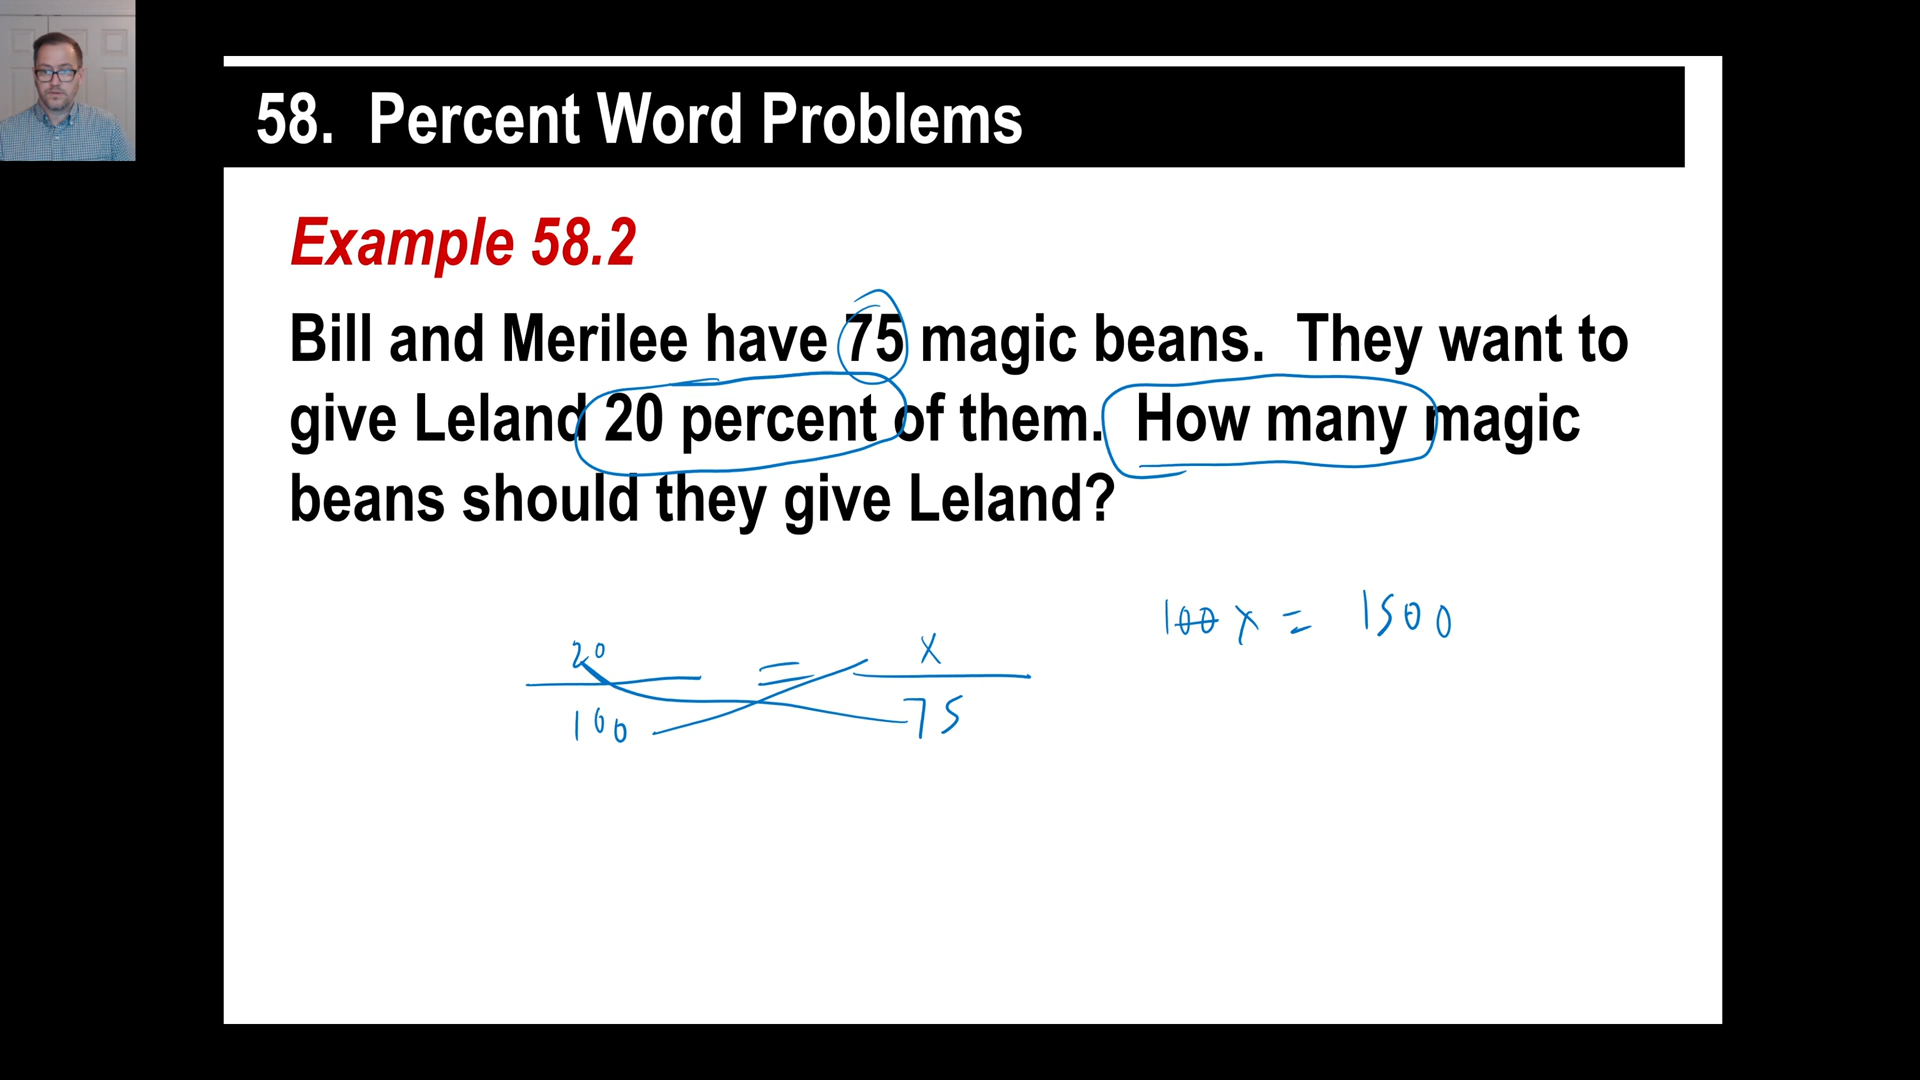 58. Percent Word Problems
Example 58.2
Bill and Merilee have 75 magic beans. They want to
give Leland 20 percent of them. How many magic
beans should they give Leland?
100x = 1500
20 = x
100 75